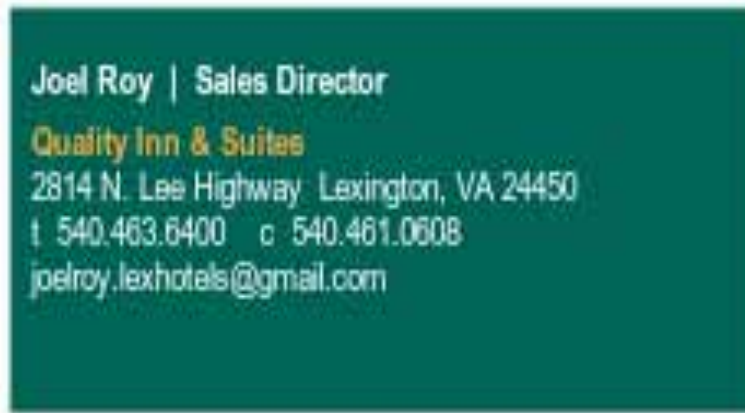 Joel Roy | Sales Director
Quality Inn & Suites
2814 N. Lee Highway Lexington, VA 24450
t 540.463.6400 c 540.461.0608
joelroy.lexhotels@gmail.com